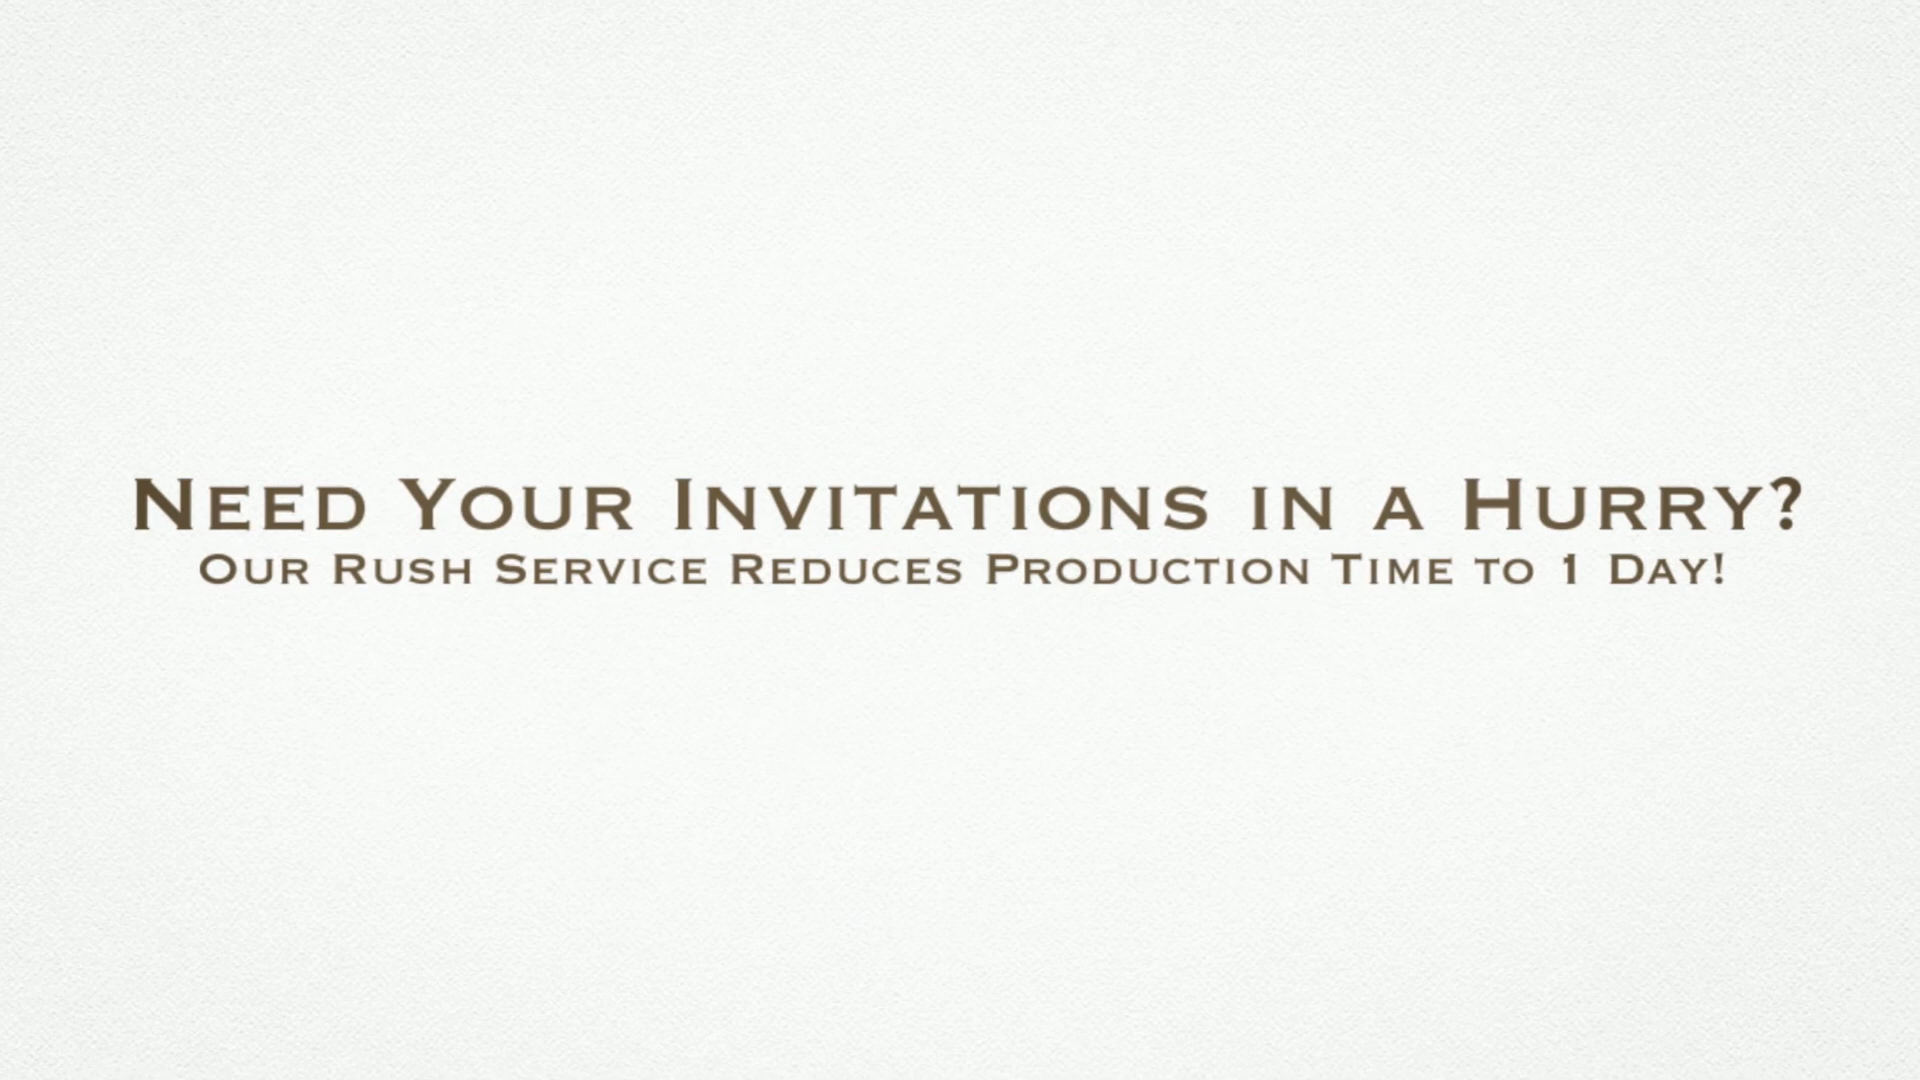 Need Your Invitations in a Hurry?
Our Rush Service Reduces Production Time to 1 Day!